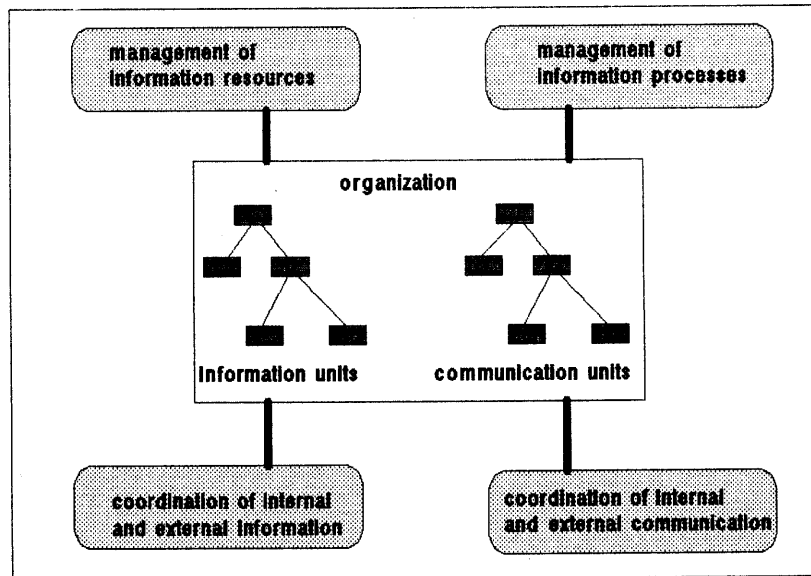 management of
information resources
management of
information processes
organization
information units
communication units
coordination of internal
and external information
coordination of internal
and external communication